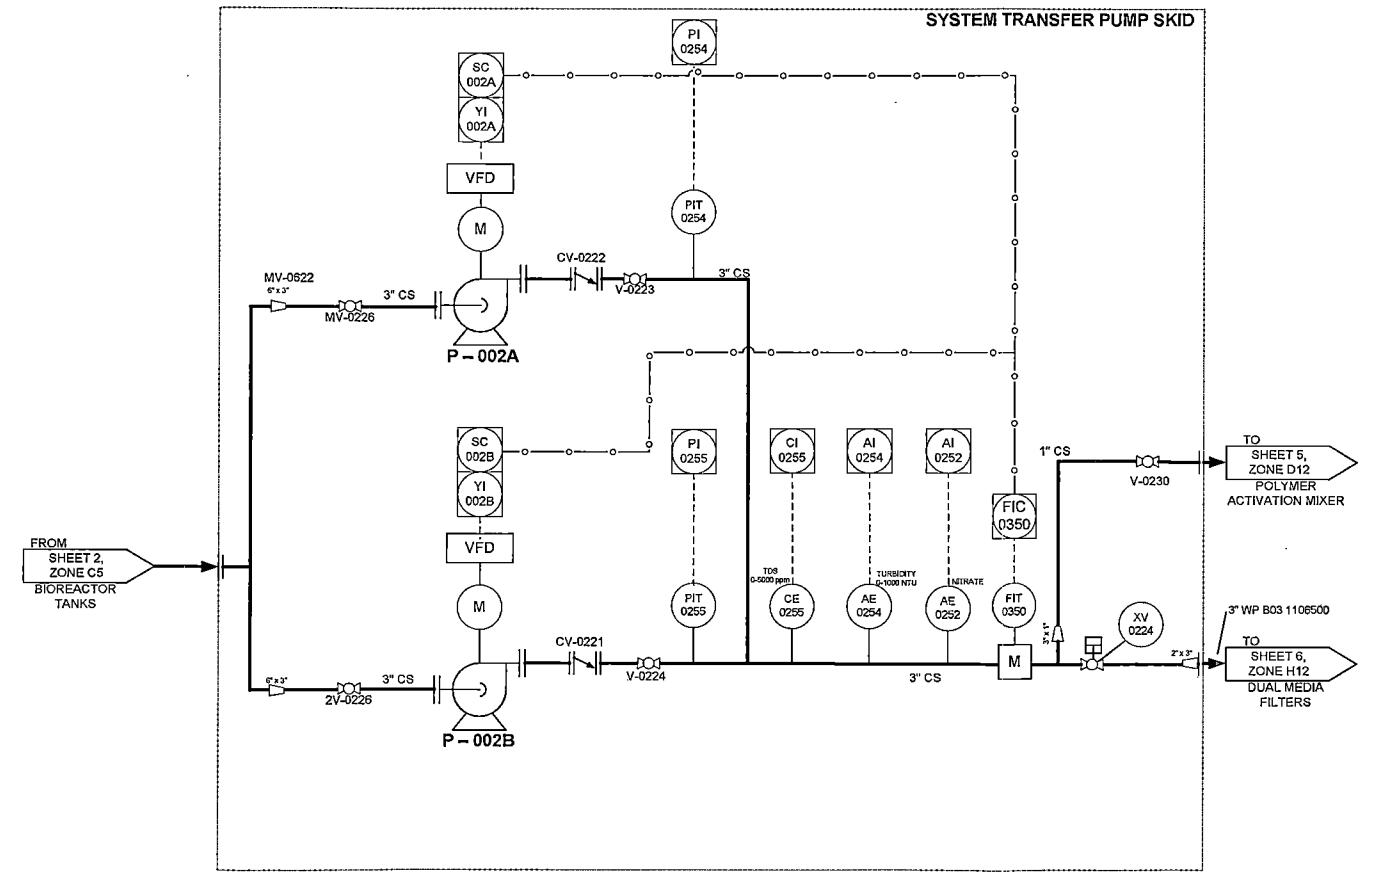 SYSTEM TRANSFER PUMP SKID
PI
0254
SC
002A
YI
002A
VFD
PIT
0254
M
CV-0222
MV-0622
6" x 3"
3" CS
V-0223
3" CS
MV-0226
P – 002A
SC
002B
YI
002B
PI
0255
CI
0255
AI
0254
AI
0252
1" CS
TO
SHEET 5,
ZONE D12
POLYMER
ACTIVATION MIXER
V-0230
FIC
0350
VFD
FROM
SHEET 2,
ZONE C5
BIOREACTOR
TANKS
TDS
0-5000 ppm
TURBIDITY
0-1000 NTU
NITRATE
M
PIT
0255
CE
0255
AE
0254
AE
0252
FIT
0350
XV
0224
3" WP B03 1106500
3" x 1"
CV-0221
TO
SHEET 6,
ZONE H12
DUAL MEDIA
FILTERS
2" x 3"
M
V-0224
3" CS
6" x 3"
3" CS
2V-0226
P – 002B